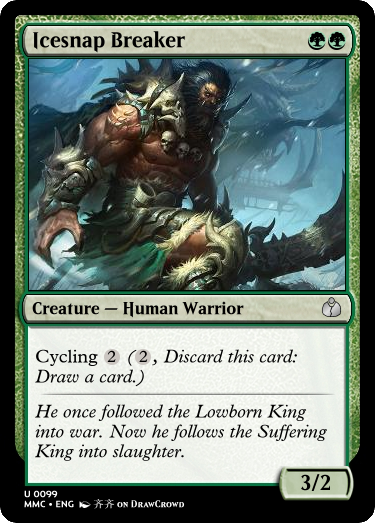 Icesnap Breaker
Creature — Human Warrior
Cycling 2 (2, Discard this card:
Draw a card.)
He once followed the Lowborn King
into war. Now he follows the Suffering
King into slaughter.
3/2
U 0099
MMC • ENG 齐齐 on DrawCrowd